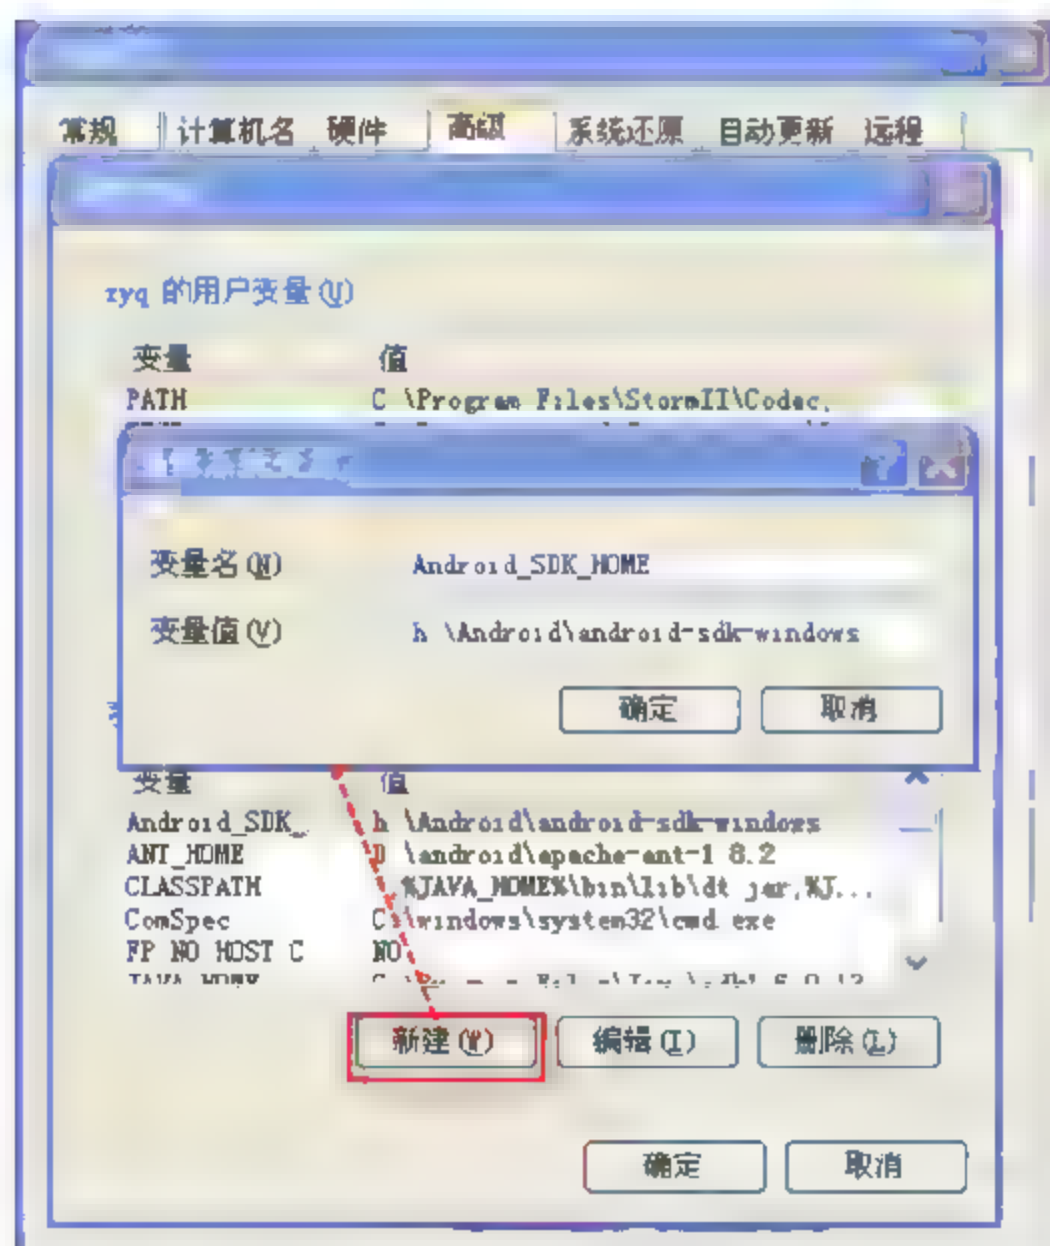 常规 计算机名 硬件 高级 系统还原 自动更新 远程
zyq 的用户变量(U)
变量 值
PATH C \Program Files\StormII\Codec,
变量名(N) Android_SDK_HOME
变量值(V) h \Android\android-sdk-windows
确定 取消
变量 值
Android_SDK_ h \Android\android-sdk-windows
ANT_HOME D \android\apache-ant-1 8.2
CLASSPATH , %JAVA_HOME%\bin\lib\dt jar,%J...
ComSpec C:\windows\system32\cmd exe
FP NO HOST C NO
新建(W) 编辑(I) 删除(L)
确定 取消